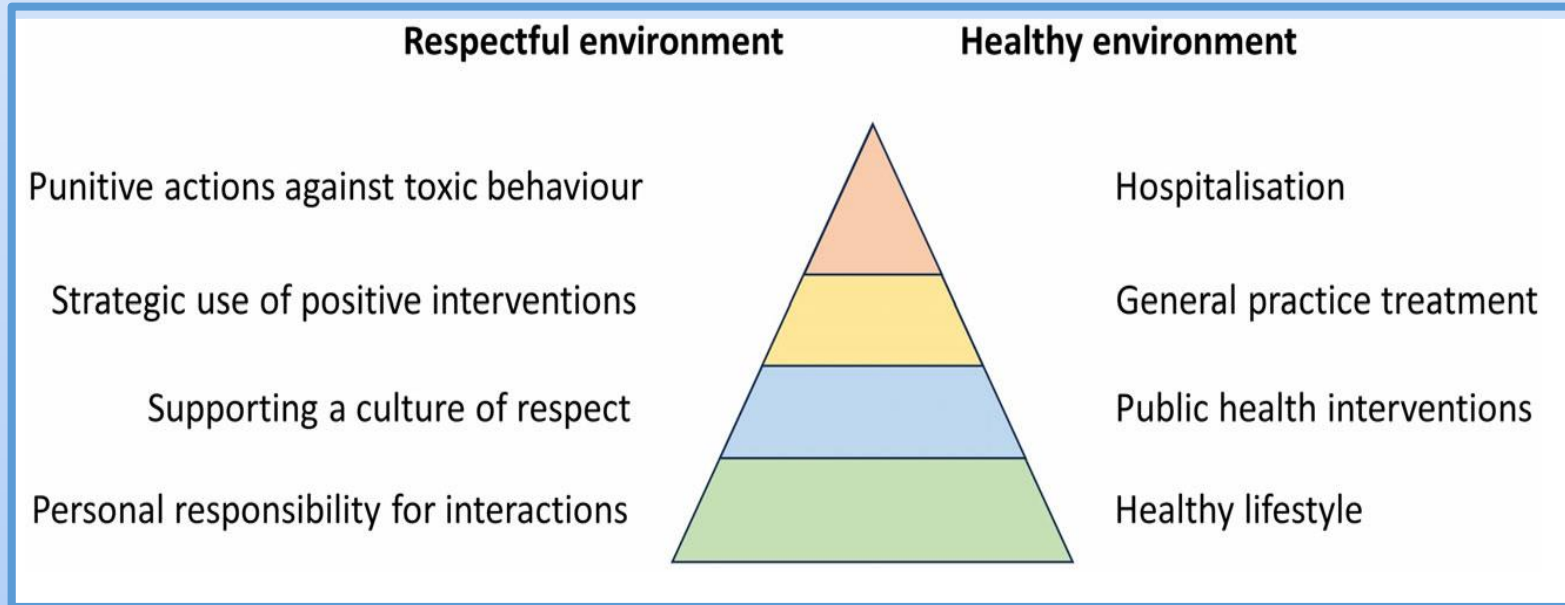 Respectful environment
Healthy environment
Punitive actions against toxic behaviour
Hospitalisation
Strategic use of positive interventions
General practice treatment
Supporting a culture of respect
Public health interventions
Personal responsibility for interactions
Healthy lifestyle